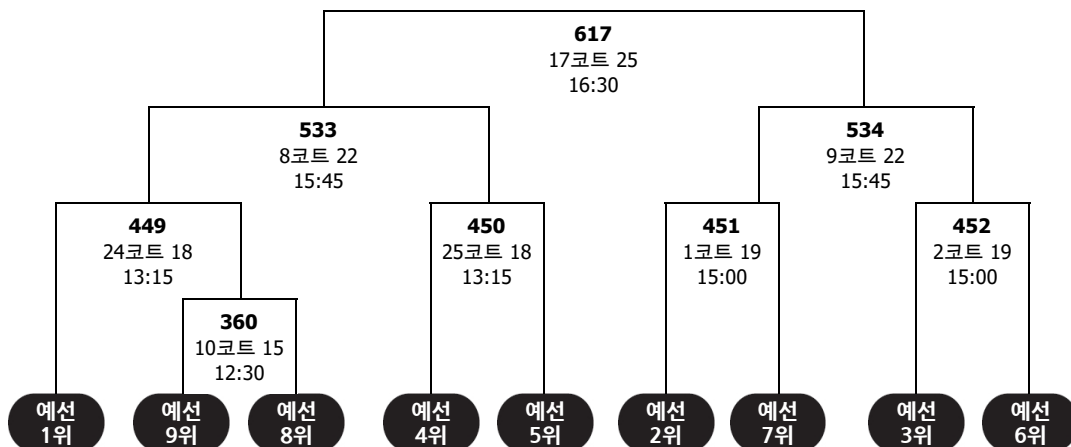 617
17코트 25
16:30
533
8코트 22
15:45
534
9코트 22
15:45
449
24코트 18
13:15
450
25코트 18
13:15
451
1코트 19
15:00
452
2코트 19
15:00
360
10코트 15
12:30
예선
1위
예선
9위
예선
8위
예선
4위
예선
5위
예선
2위
예선
7위
예선
3위
예선
6위